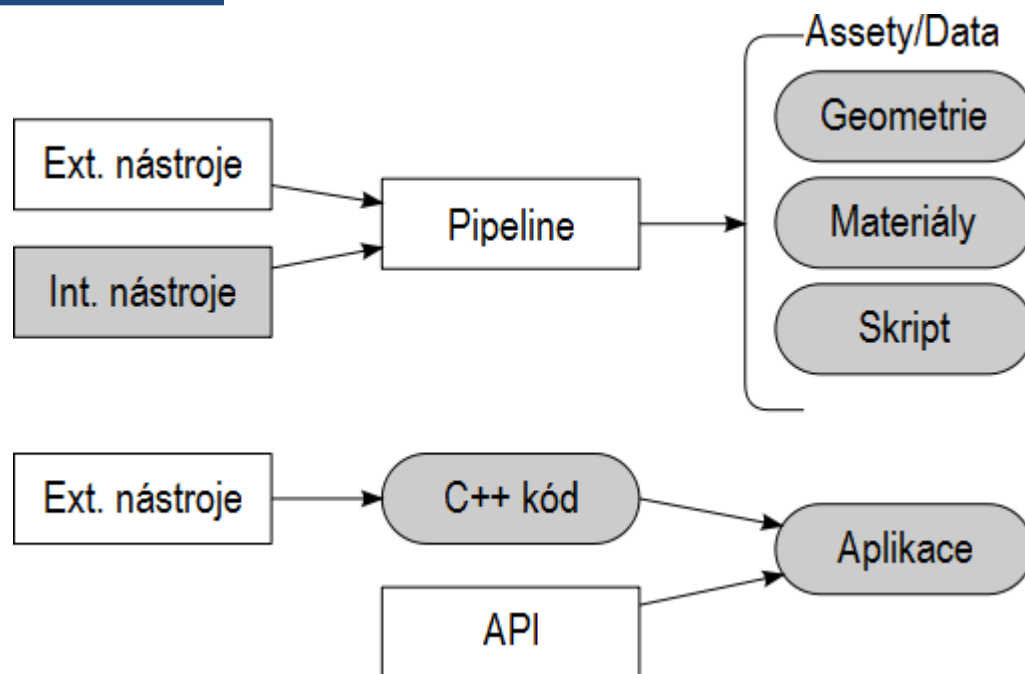 Assety/Data
Geometrie
Ext. nástroje
Materiály
Pipeline
Int. nástroje
Skript
Ext. nástroje
C++ kód
Aplikace
API